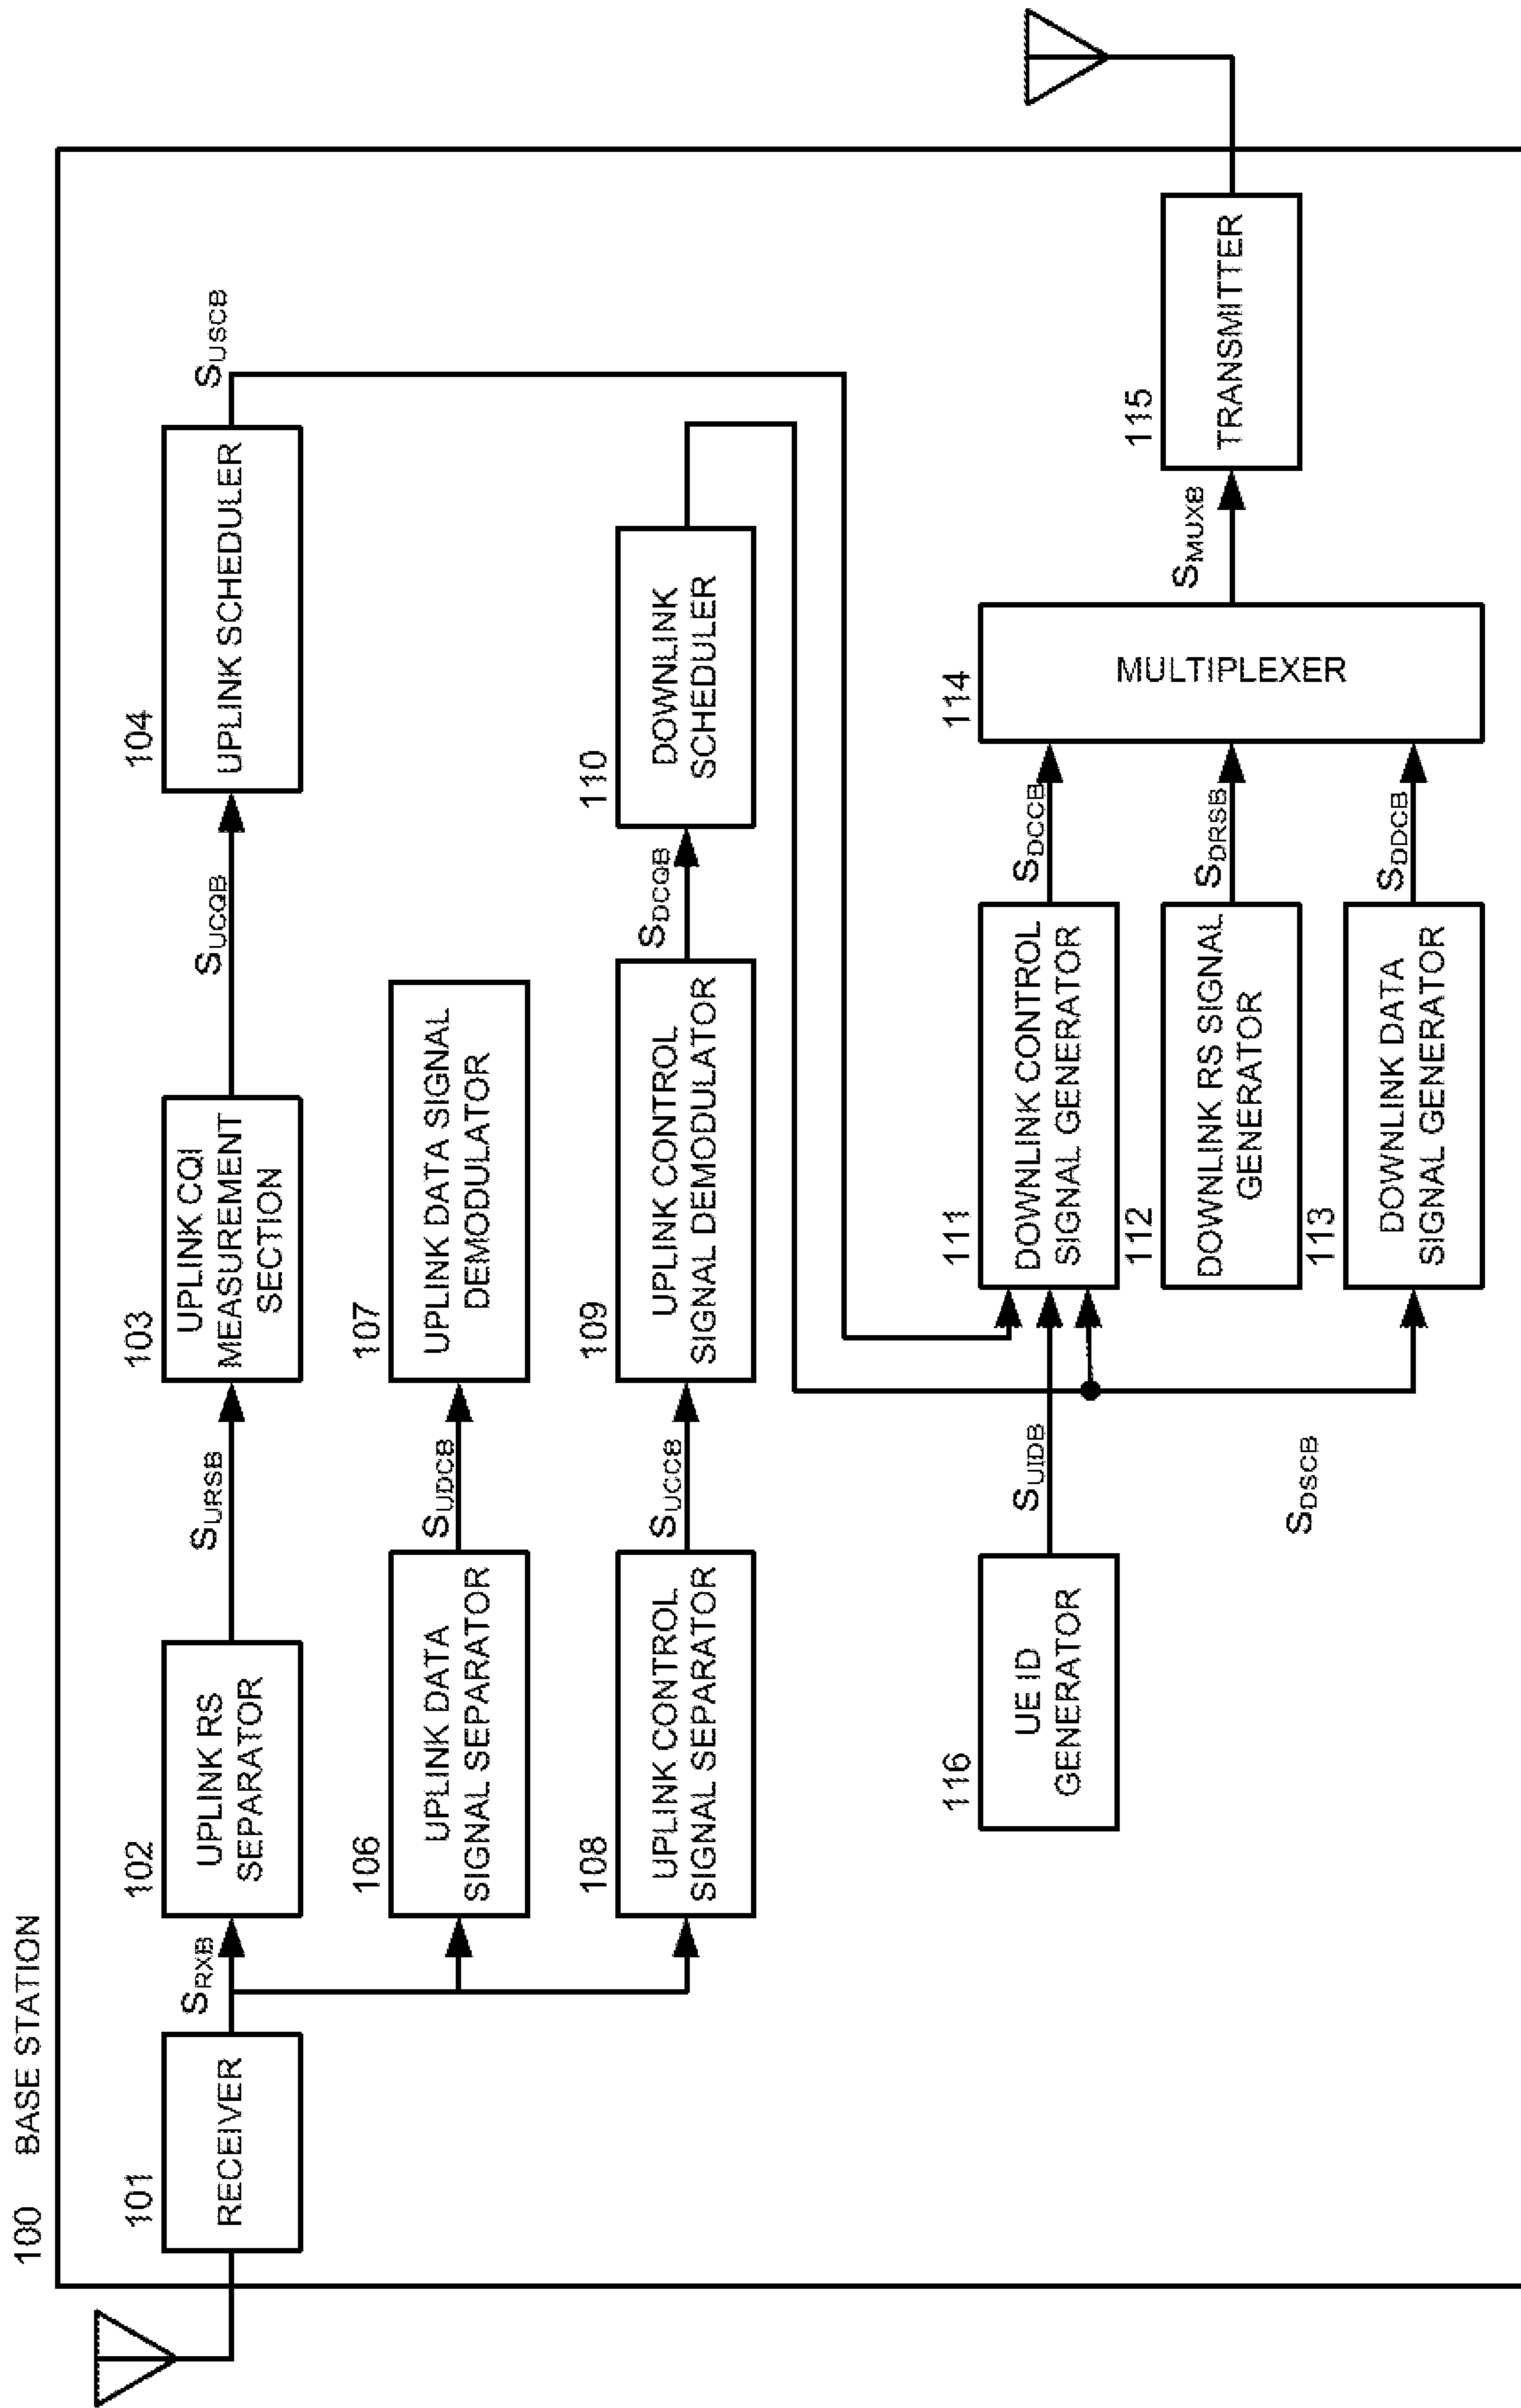 100 BASE STATION
101
RECEIVER
SRXB
102
UPLINK RS
SEPARATOR
SURSB
103
UPLINK CQI
MEASUREMENT
SECTION
SUCQB
104
UPLINK SCHEDULER
SUSCB
106
UPLINK DATA
SIGNAL SEPARATOR
SUDCB
107
UPLINK DATA SIGNAL
DEMODULATOR
108
UPLINK CONTROL
SIGNAL SEPARATOR
SUCCB
109
UPLINK CONTROL
SIGNAL DEMODULATOR
SDCQB
110
DOWNLINK
SCHEDULER
116
UE ID
GENERATOR
SUIDB
SDSCB
111
DOWNLINK CONTROL
SIGNAL GENERATOR
SDCCB
112
DOWNLINK RS SIGNAL
GENERATOR
SDRSB
113
DOWNLINK DATA
SIGNAL GENERATOR
SDDCB
114
MULTIPLEXER
SMUXB
115
TRANSMITTER